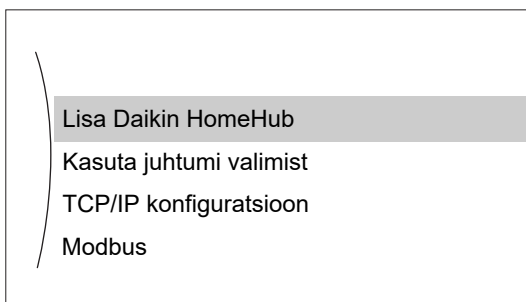 Lisa Daikin HomeHub
Kasuta juhtumi valimist
TCP/IP konfiguratsioon
Modbus